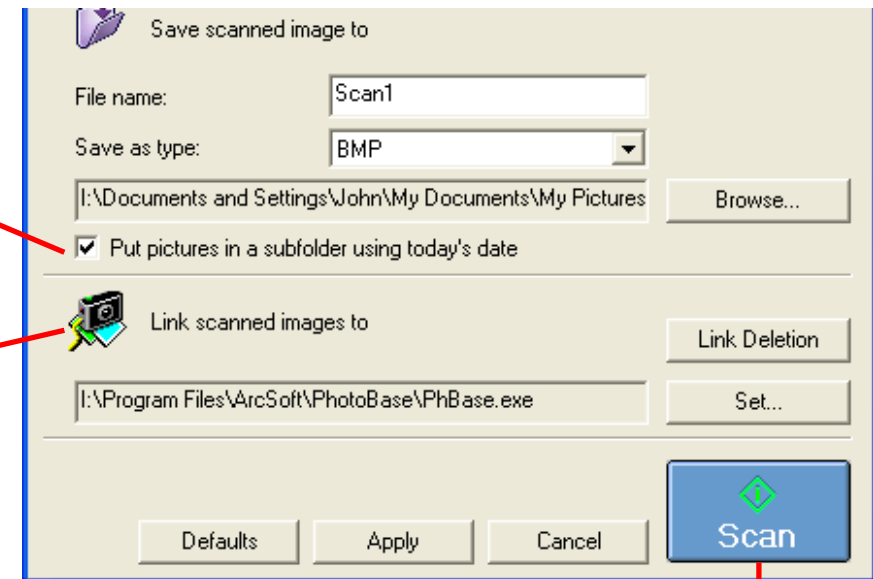 Save scanned image to
File name: Scan1
Save as type: BMP
I:\Documents and Settings\John\My Documents\My Pictures Browse...
Put pictures in a subfolder using today's date
Link scanned images to
Link Deletion
I:\Program Files\ArcSoft\PhotoBase\PhBase.exe Set...
Defaults Apply Cancel Scan